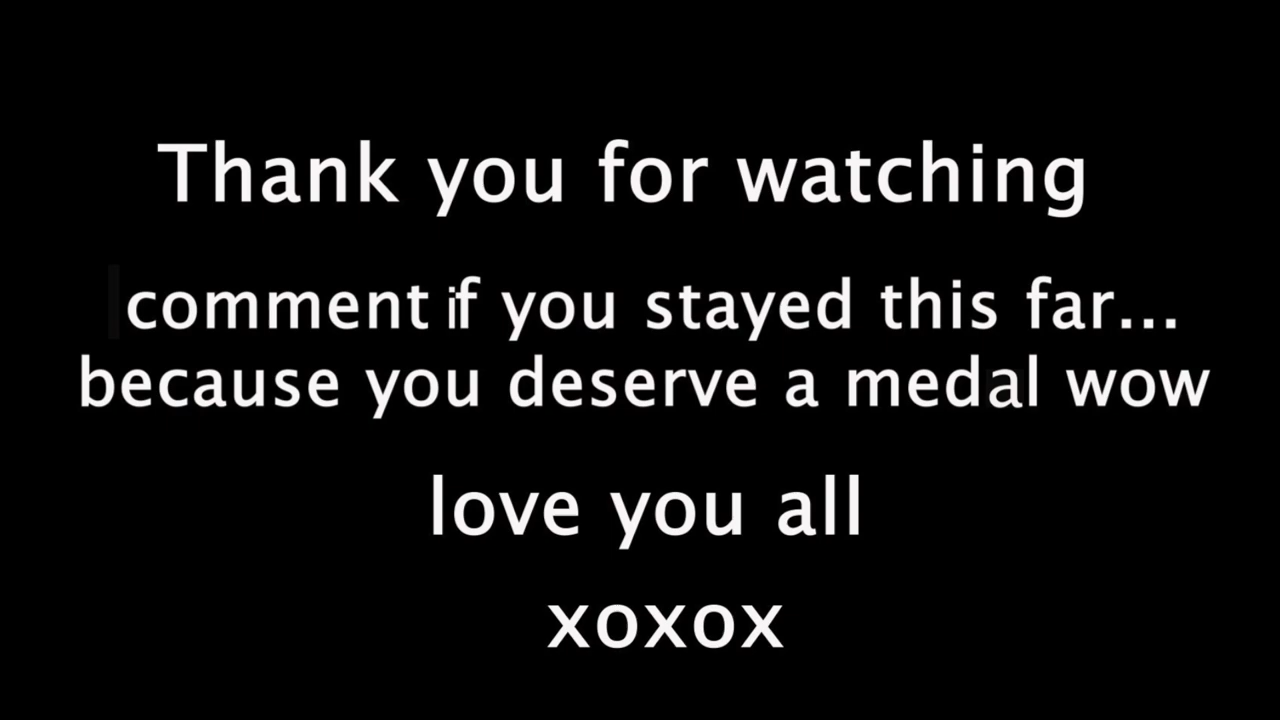 Thank you for watching
comment if you stayed this far...
because you deserve a medal wow
love you all
xoxox